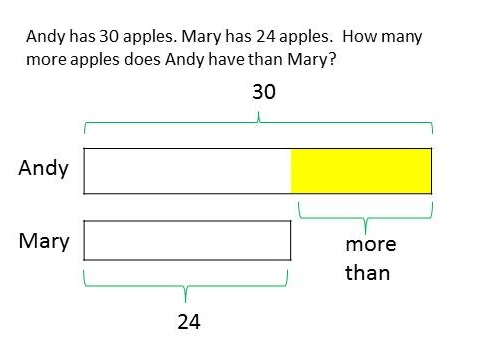 Andy has 30 apples. Mary has 24 apples.  How many
more apples does Andy have than Mary?
30
Andy
Mary
more
than
24